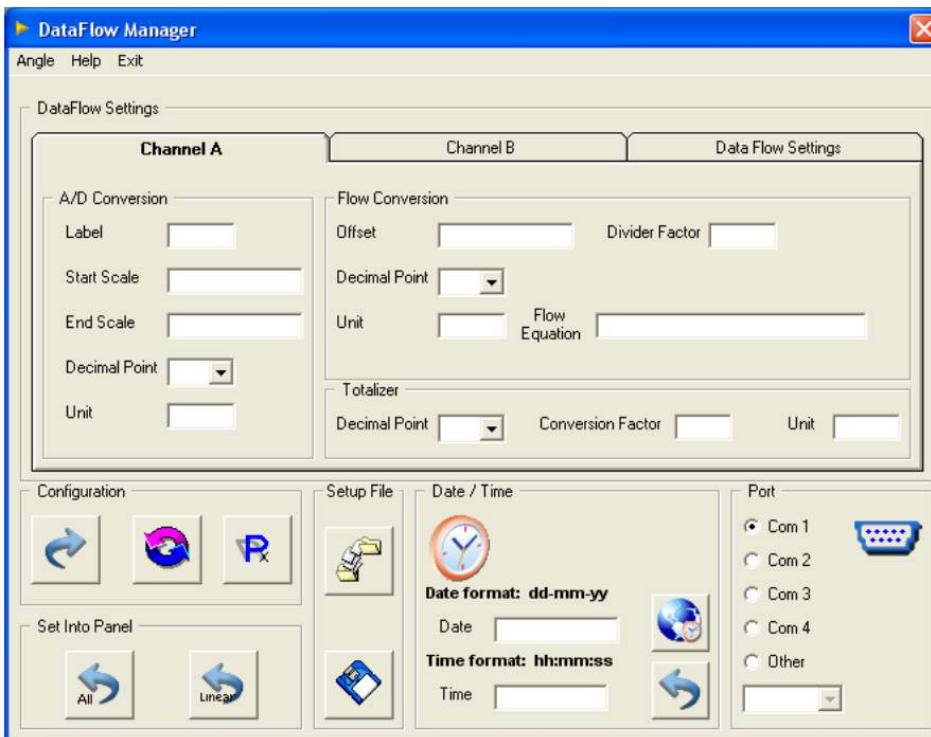 DataFlow Manager
Angle Help Exit
DataFlow Settings
Channel A Channel B Data Flow Settings
A/D Conversion
Label
Start Scale
End Scale
Decimal Point
Unit
Flow Conversion
Offset Divider Factor
Decimal Point
Unit Flow Equation
Totalizer
Decimal Point Conversion Factor Unit
Configuration
Rx
Set Into Panel
All Linear
Setup File
Date / Time
Date format: dd-mm-yy
Date
Time format: hh:mm:ss
Time
Port
Com 1
Com 2
Com 3
Com 4
Other